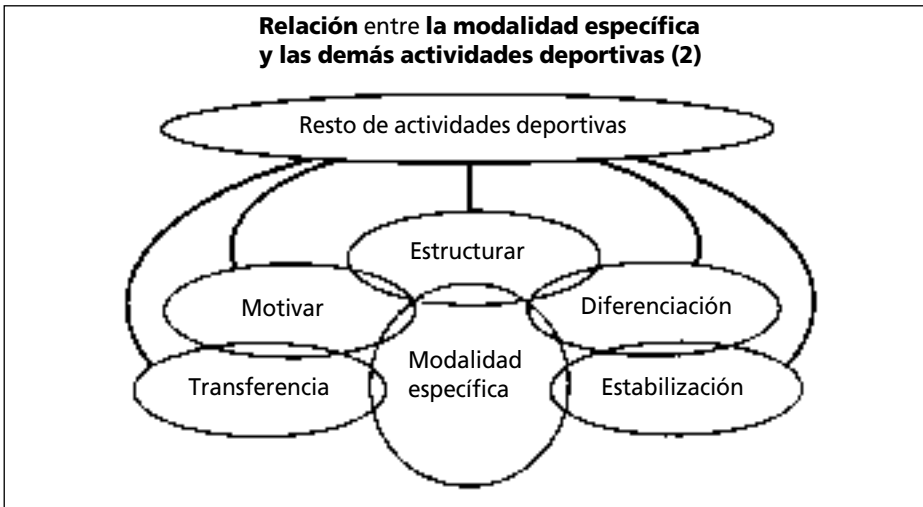 Relación entre la modalidad específica
y las demás actividades deportivas (2)
Resto de actividades deportivas
Estructurar
Motivar
Diferenciación
Modalidad
específica
Transferencia
Estabilización